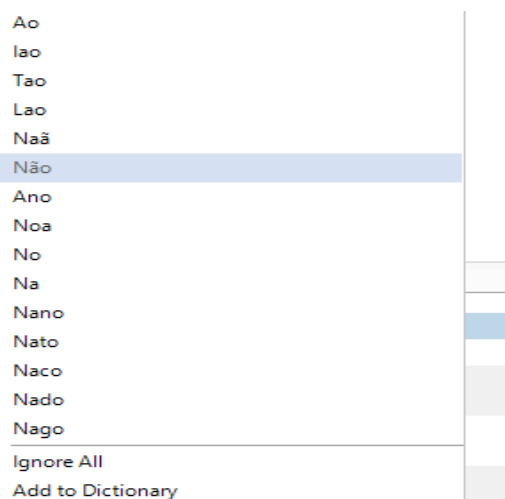 Ao
Iao
Tao
Lao
Naã
Não
Ano
Noa
No
Na
Nano
Nato
Naco
Nado
Nago
Ignore All
Add to Dictionary